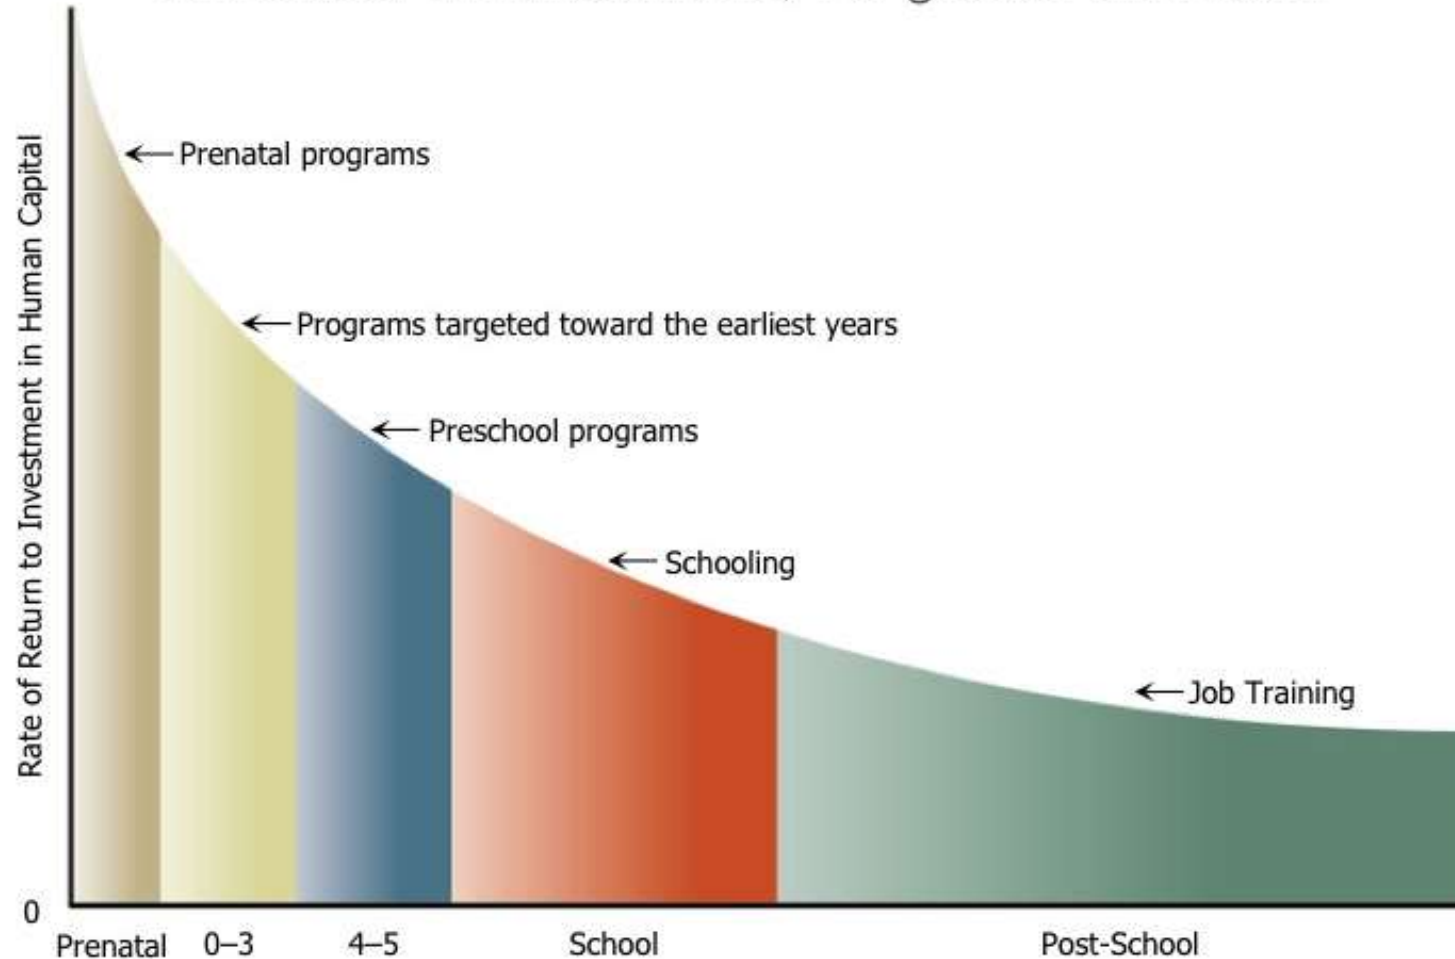 Prenatal programs
Programs targeted toward the earliest years
Preschool programs
Schooling
Job Training
Rate of Return to Investment in Human Capital
0
Prenatal 0–3 4–5 School Post-School